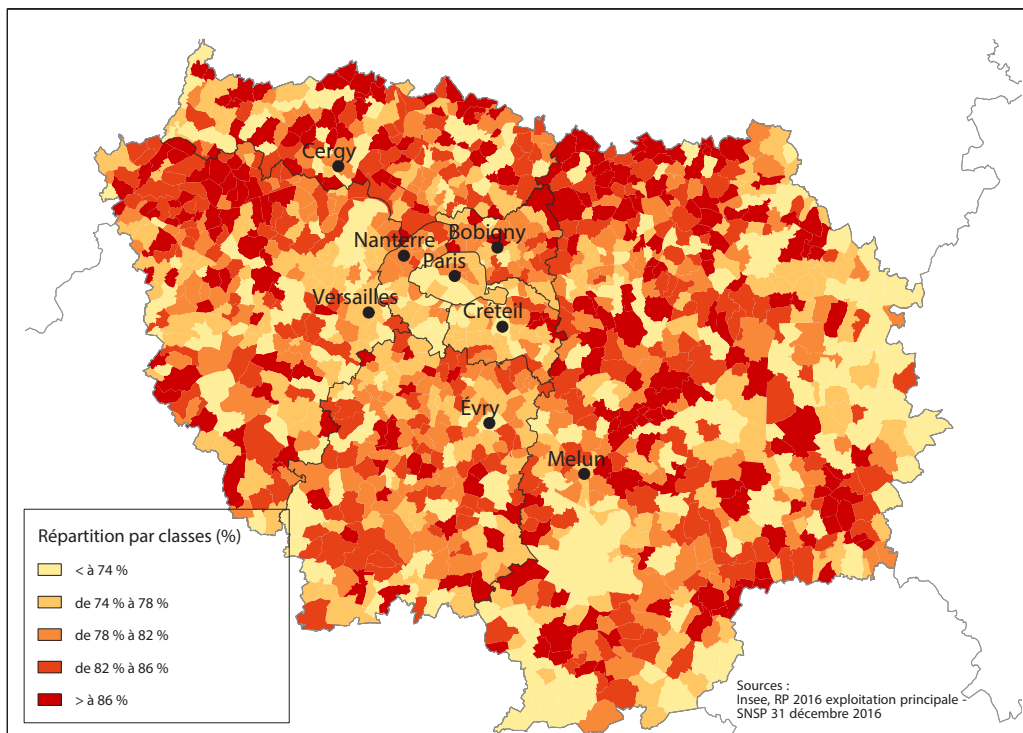 Cergy
Nanterre
Bobigny
Paris
Versailles
Créteil
Évry
Melun
Répartition par classes (%)
< à 74 %
de 74 % à 78 %
de 78 % à 82 %
de 82 % à 86 %
> à 86 %
Sources :
Insee, RP 2016 exploitation principale -
SNSP 31 décembre 2016